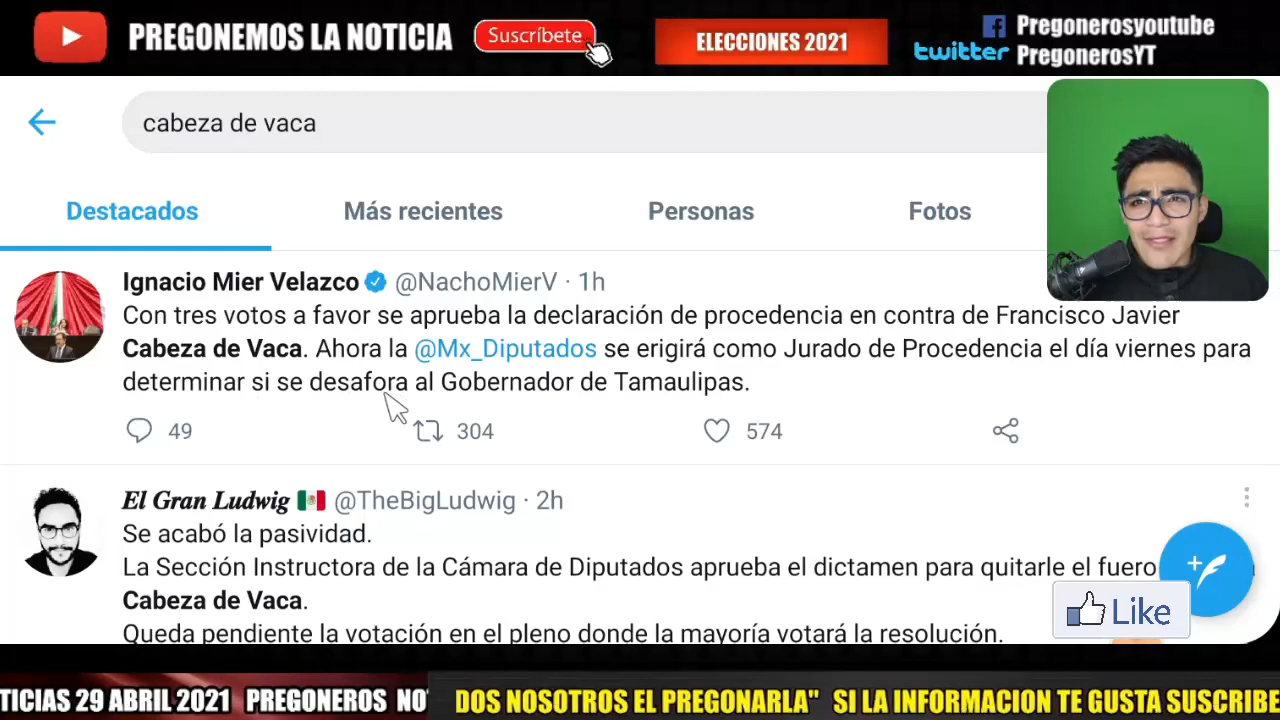 PREGONEMOS LA NOTICIA
Suscríbete
ELECCIONES 2021
Pregonerosyoutube
twitter PregonerosYT
cabeza de vaca
Destacados
Más recientes
Personas
Fotos
Ignacio Mier Velazco @NachoMierV · 1h
Con tres votos a favor se aprueba la declaración de procedencia en contra de Francisco Javier
Cabeza de Vaca. Ahora la @Mx_Diputados se erigirá como Jurado de Procedencia el día viernes para
determinar si se desafora al Gobernador de Tamaulipas.
49
304
574
El Gran Ludwig @TheBigLudwig · 2h
Se acabó la pasividad.
La Sección Instructora de la Cámara de Diputados aprueba el dictamen para quitarle el fuero
Cabeza de Vaca.
Like
Queda pendiente la votación en el pleno donde la mayoría votará la resolución.
TICIAS 29 ABRIL 2021 PREGONEROS DOS NOSOTROS EL PREGONARLA" SI LA INFORMACION TE GUSTA SUSCRIBE